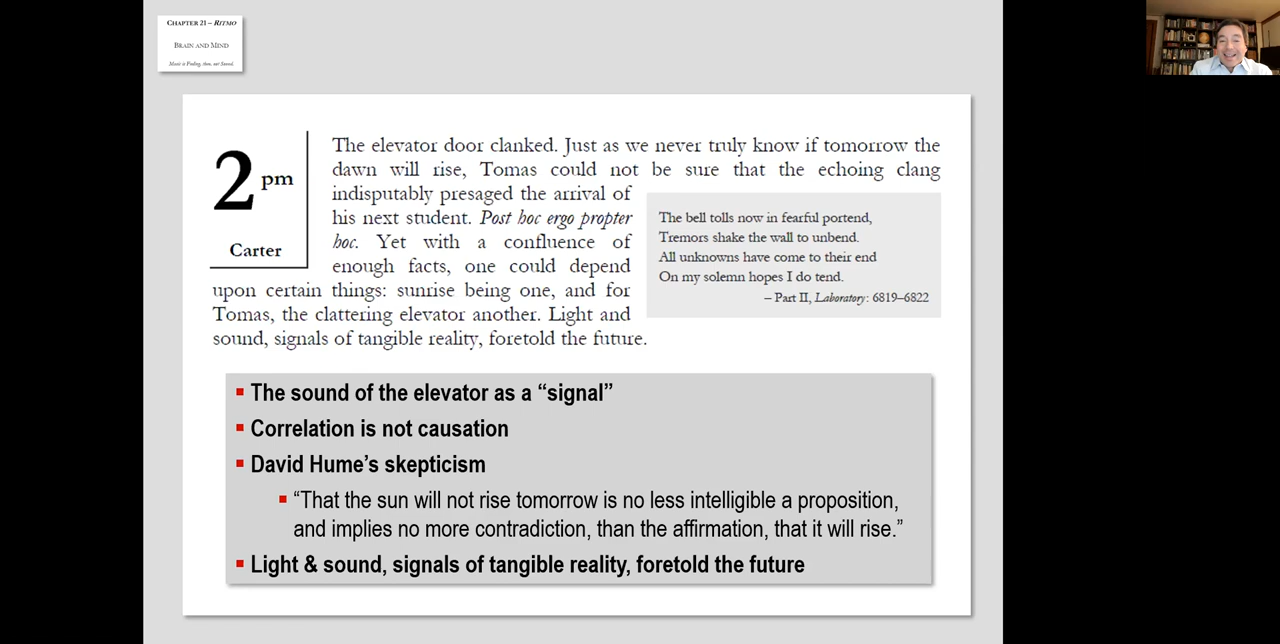 CHAPTER 21 – RITMO
BRAIN AND MIND
Music is Feeling, then, not Sound.
2 pm
Carter
The elevator door clanked. Just as we never truly know if tomorrow the
dawn will rise, Tomas could not be sure that the echoing clang
indisputably presaged the arrival of
his next student. Post hoc ergo propter
hoc. Yet with a confluence of
enough facts, one could depend
upon certain things: sunrise being one, and for
Tomas, the clattering elevator another. Light and
sound, signals of tangible reality, foretold the future.
The bell tolls now in fearful portend,
Tremors shake the wall to unbend.
All unknowns have come to their end
On my solemn hopes I do tend.
– Part II, Laboratory: 6819–6822
▪ The sound of the elevator as a “signal”
▪ Correlation is not causation
▪ David Hume’s skepticism
▪ “That the sun will not rise tomorrow is no less intelligible a proposition,
and implies no more contradiction, than the affirmation, that it will rise.”
▪ Light & sound, signals of tangible reality, foretold the future